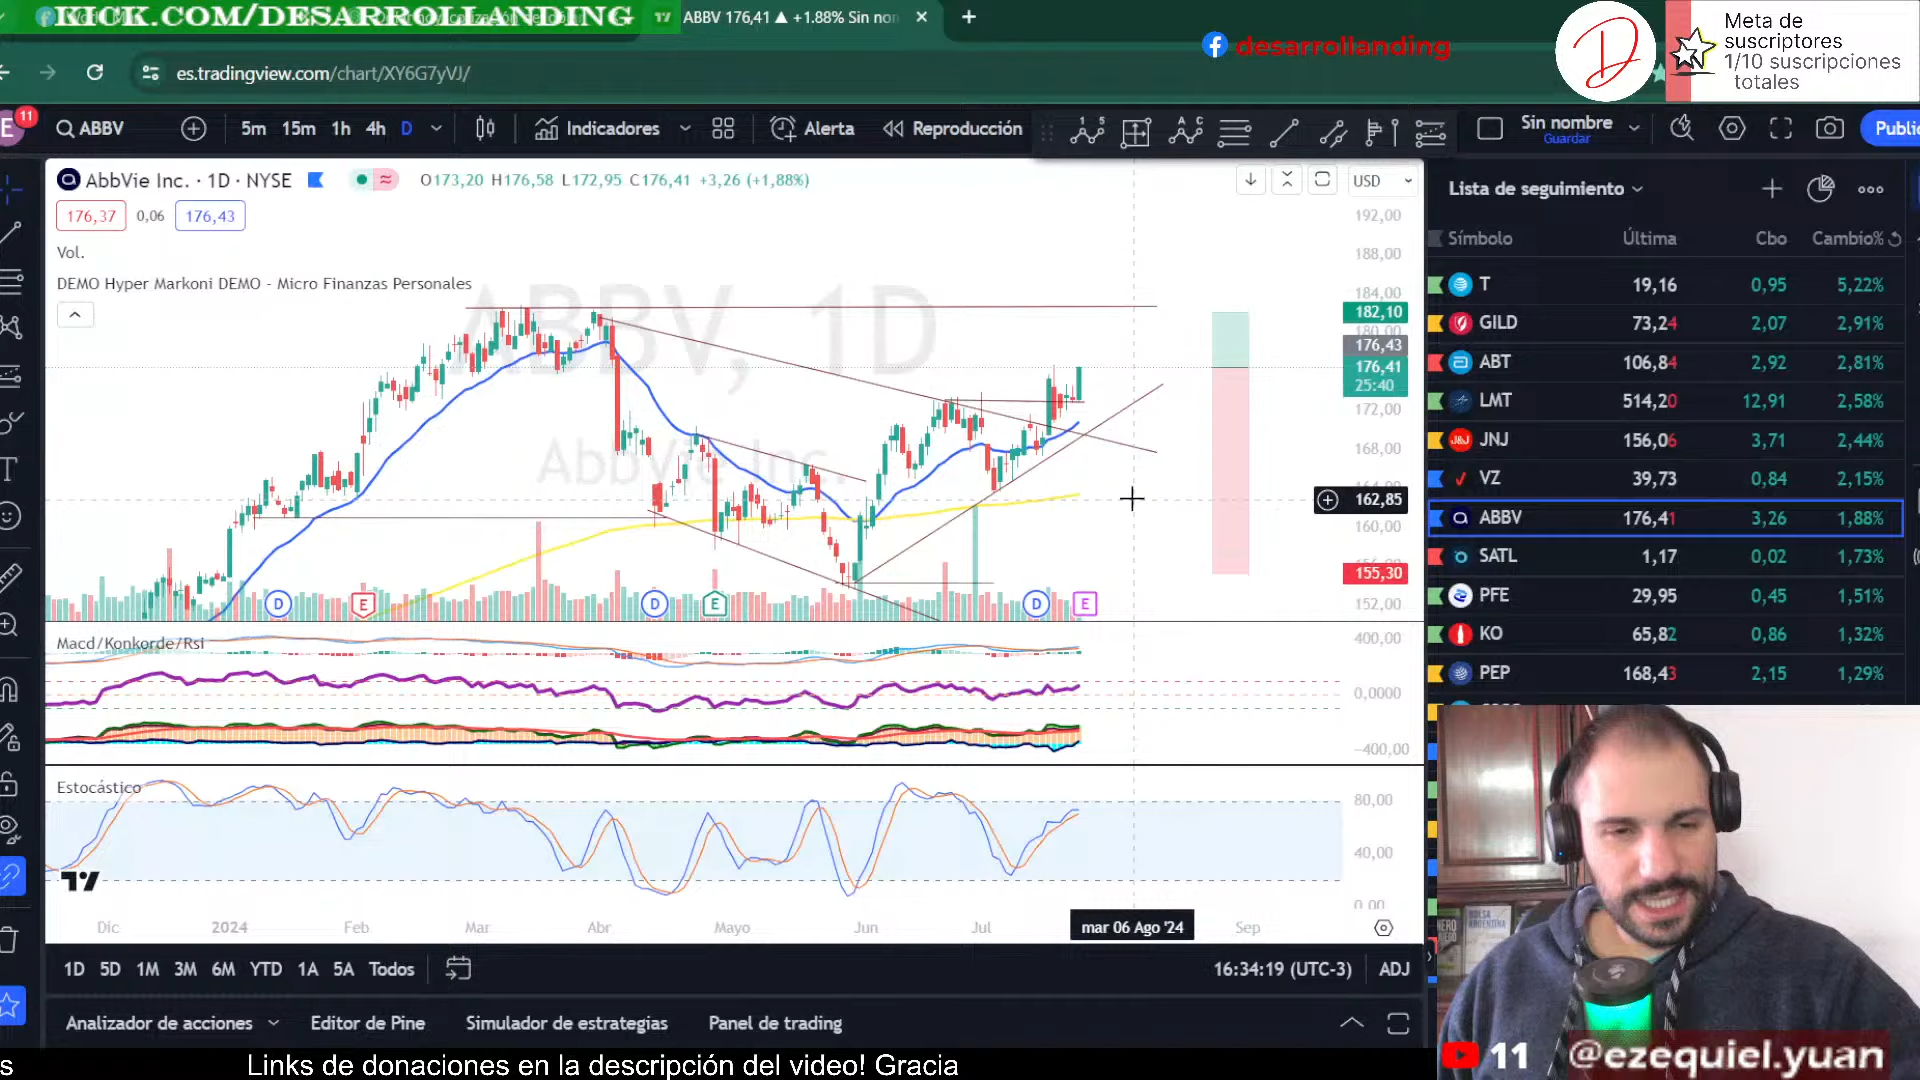 KICK.COM/DESARROLLANDING
ABBV 176,41 ▲ +1.88% Sin nor
desarrollanding
Meta de
suscriptores
1/10 suscripciones
totales
es.tradingview.com/chart/XY6G7yVJ/
E
11
ABBV
5m 15m 1h 4h D
Indicadores
Alerta
Reproducción
Sin nombre
Guardar
Public
AbbVie Inc. · 1D · NYSE
O173,20 H176,58 L172,95 C176,41 +3,26 (+1,88%)
USD
176,37
0,06
176,43
Vol.
DEMO Hyper Markoni DEMO - Micro Finanzas Personales
ABBV, 1D
AbbVie Inc.
192,00
188,00
184,00
182,10
180,00
176,43
176,41
25:40
172,00
168,00
162,85
160,00
155,30
152,00
D E D E D E
Macd/Konkorde/Rsi
400,00
0,0000
−400,00
Estocástico
80,00
40,00
0,00
Dic 2024 Feb Mar Abr Mayo Jun Jul mar 06 Ago '24 Sep
1D 5D 1M 3M 6M YTD 1A 5A Todos
16:34:19 (UTC-3) ADJ
Analizador de acciones Editor de Pine Simulador de estrategias Panel de trading
s Links de donaciones en la descripción del video! Gracia
Lista de seguimiento
Símbolo Última Cbo Cambio%
T 19,16 0,95 5,22%
GILD 73,24 2,07 2,91%
ABT 106,84 2,92 2,81%
LMT 514,20 12,91 2,58%
JNJ 156,06 3,71 2,44%
VZ 39,73 0,84 2,15%
ABBV 176,41 3,26 1,88%
SATL 1,17 0,02 1,73%
PFE 29,95 0,45 1,51%
KO 65,82 0,86 1,32%
PEP 168,43 2,15 1,29%
11 @ezequiel.yuan